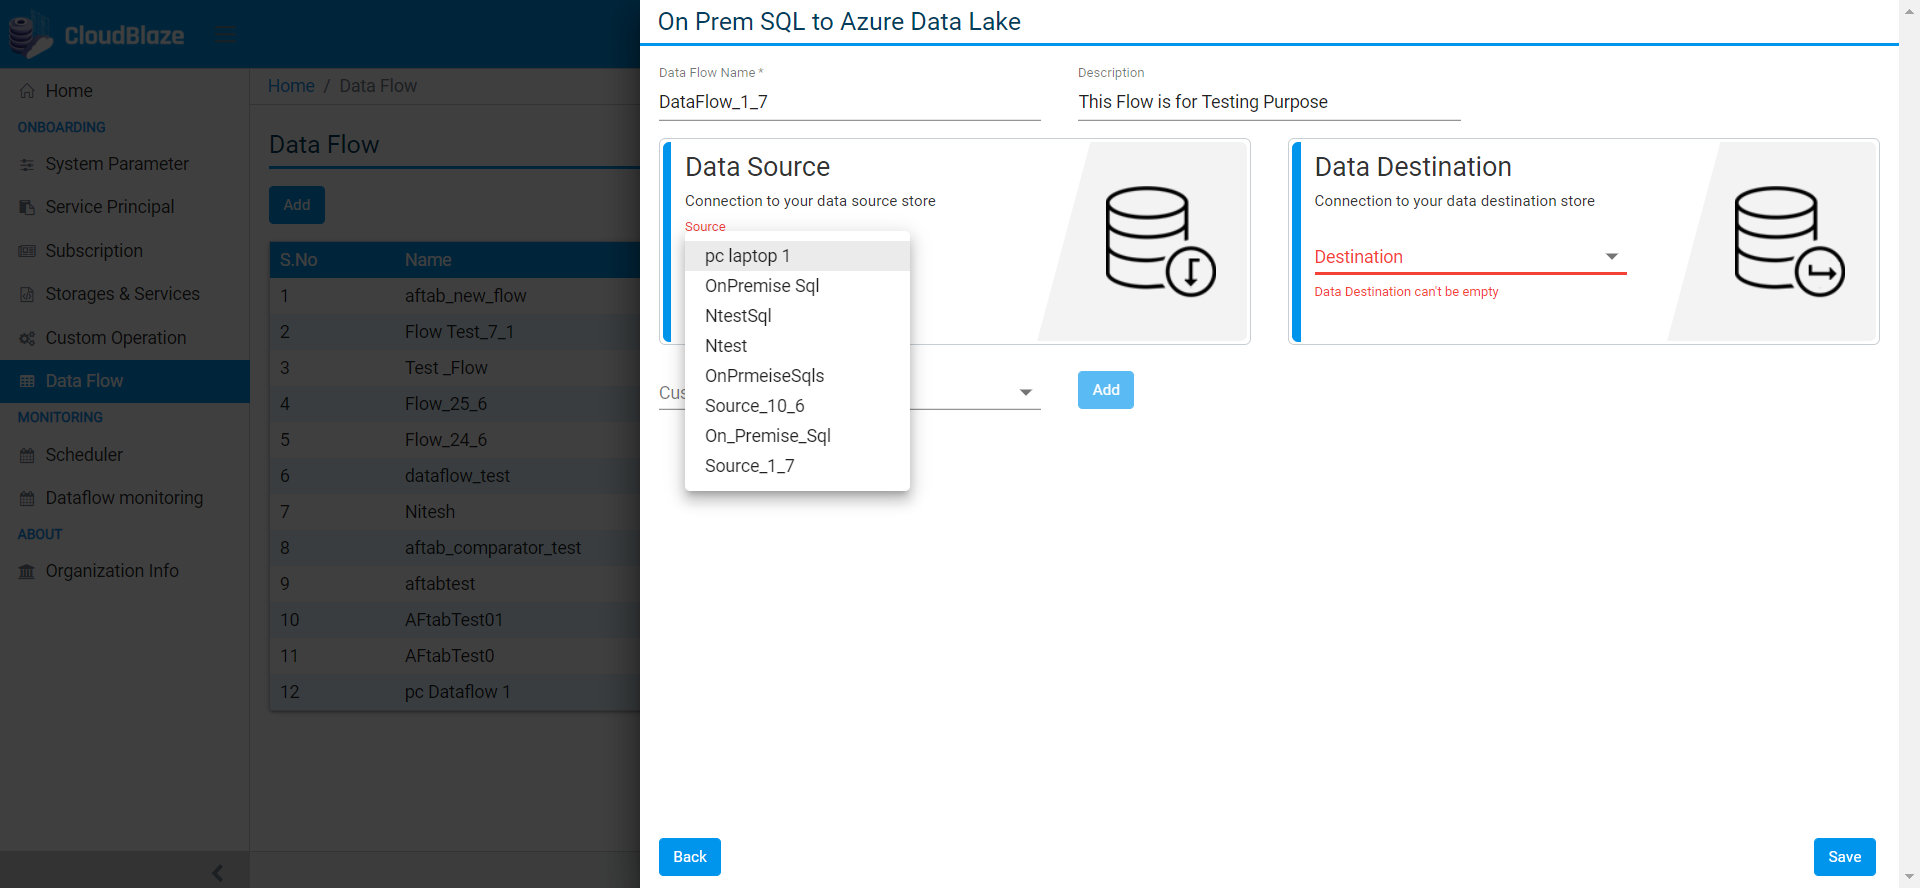 CloudBlaze
Home
ONBOARDING
System Parameter
Service Principal
Subscription
Storages & Services
Custom Operation
Data Flow
MONITORING
Scheduler
Dataflow monitoring
ABOUT
Organization Info
Home / Data Flow
Data Flow
Add
S.No Name
1 aftab_new_flow
2 Flow Test_7_1
3 Test _Flow
4 Flow_25_6
5 Flow_24_6
6 dataflow_test
7 Nitesh
8 aftab_comparator_test
9 aftabtest
10 AFtabTest01
11 AFtabTest0
12 pc Dataflow 1
On Prem SQL to Azure Data Lake
Data Flow Name *
DataFlow_1_7
Description
This Flow is for Testing Purpose
Data Source
Connection to your data source store
Source
pc laptop 1
OnPremise Sql
NtestSql
Ntest
OnPrmeiseSqls
Source_10_6
On_Premise_Sql
Source_1_7
Data Destination
Connection to your data destination store
Destination
Data Destination can't be empty
Add
Back
Save